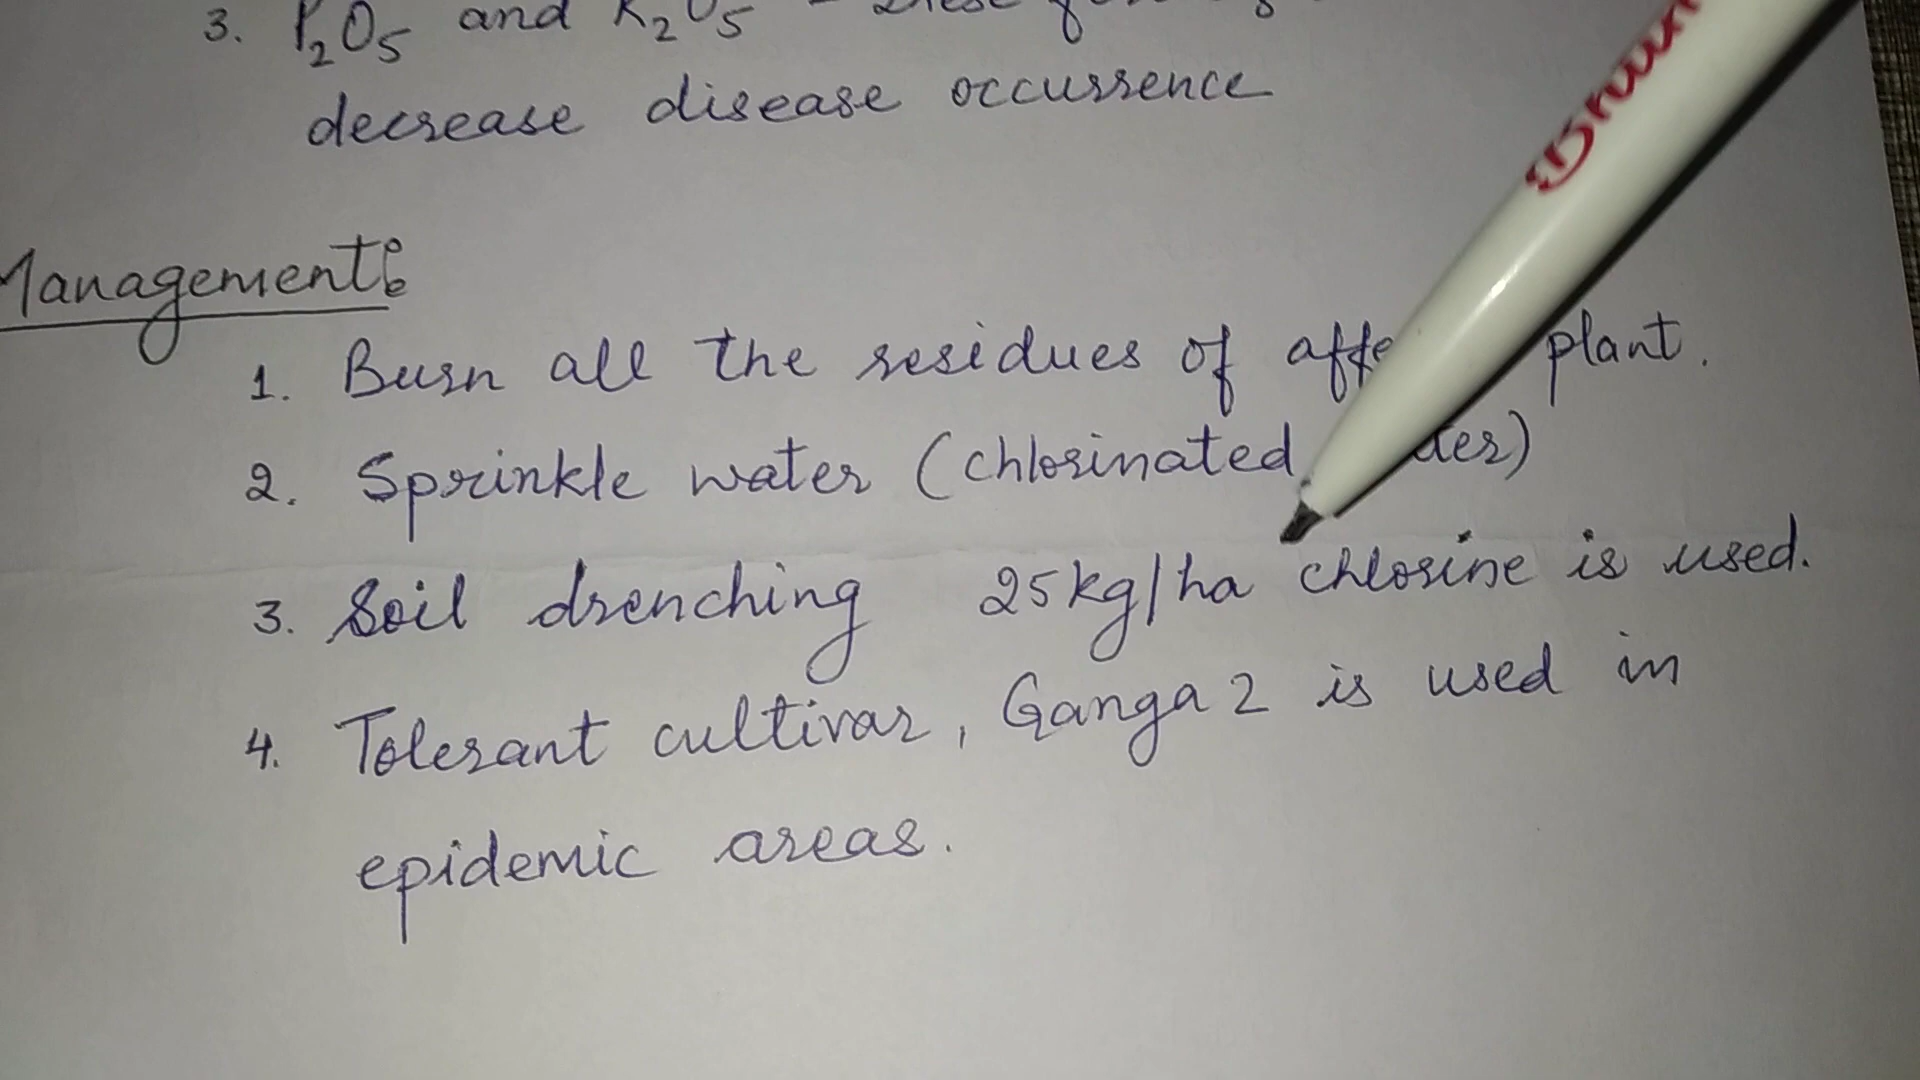 3. P2O5 and K2O5 - These
decrease disease occurrence
Management:
1. Burn all the residues of plant.
2. Sprinkle water (chlorinated
3. Soil drenching 25kg/ha chlorine is used.
4. Tolerant cultivar, Ganga 2 is used in
epidemic areas.